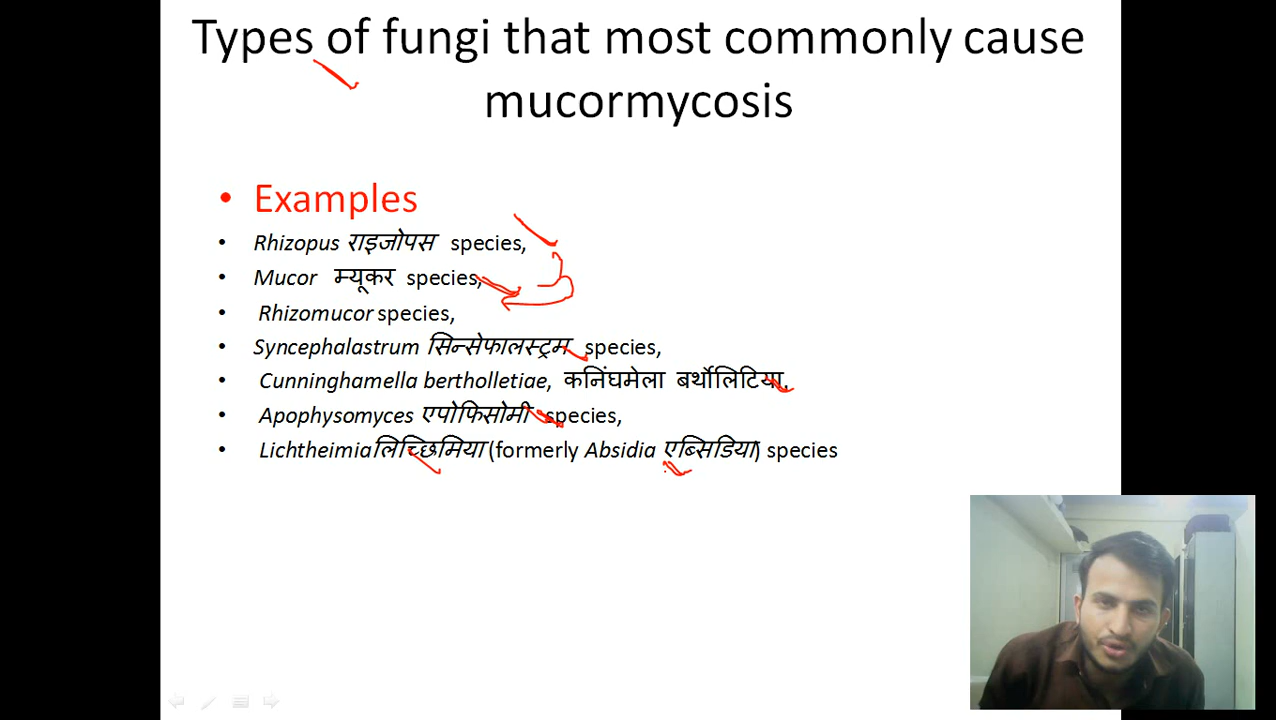 Types of fungi that most commonly cause
mucormycosis
• Examples
• Rhizopus राइजोपस species,
• Mucor म्यूकर species,
• Rhizomucor species,
• Syncephalastrum सिन्सेफालस्ट्रम species,
• Cunninghamella bertholletiae, कनिंघमेला बर्थोलिटिया,
• Apophysomyces एपोफिसोमी species,
• Lichtheimia लिच्छिमिया (formerly Absidia एब्सिडिया) species